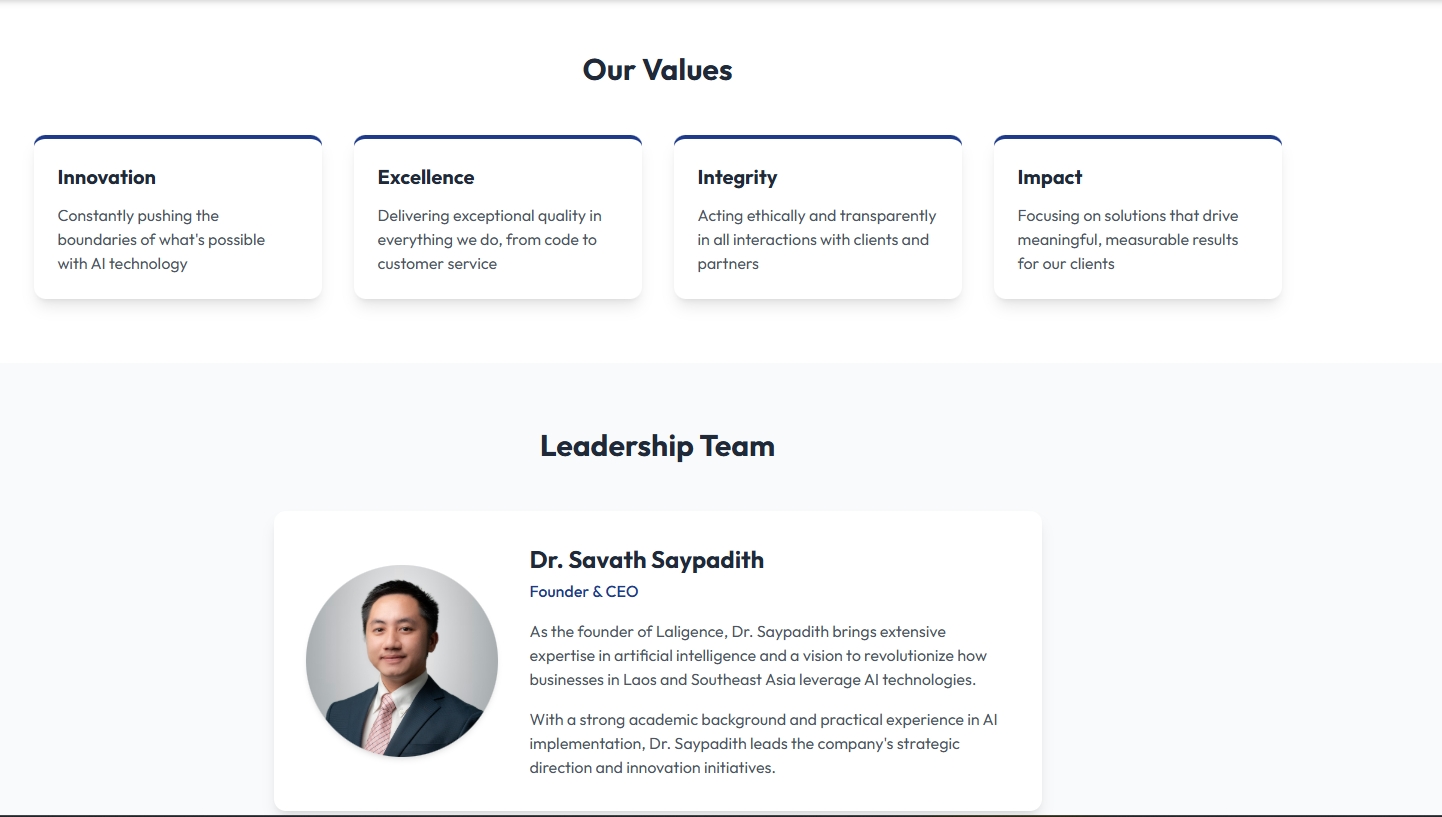 Our Values
Innovation
Constantly pushing the
boundaries of what's possible
with AI technology
Excellence
Delivering exceptional quality in
everything we do, from code to
customer service
Integrity
Acting ethically and transparently
in all interactions with clients and
partners
Impact
Focusing on solutions that drive
meaningful, measurable results
for our clients
Leadership Team
Dr. Savath Saypadith
Founder & CEO
As the founder of Laligence, Dr. Saypadith brings extensive
expertise in artificial intelligence and a vision to revolutionize how
businesses in Laos and Southeast Asia leverage AI technologies.
With a strong academic background and practical experience in AI
implementation, Dr. Saypadith leads the company's strategic
direction and innovation initiatives.